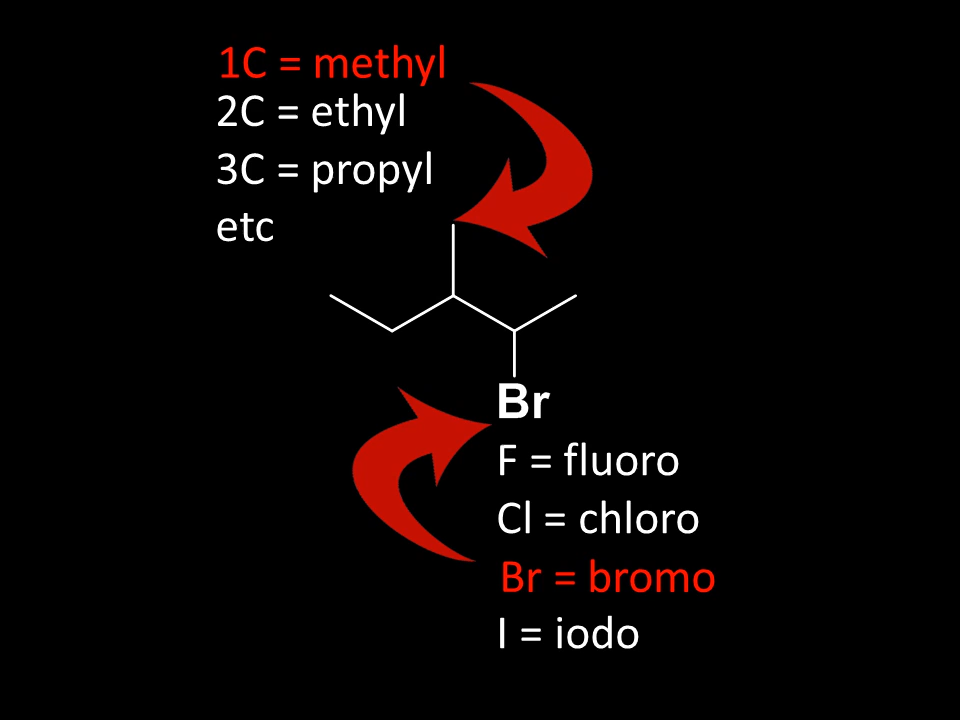 1C = methyl
2C = ethyl
3C = propyl
etc
Br
F = fluoro
Cl = chloro
Br = bromo
I = iodo